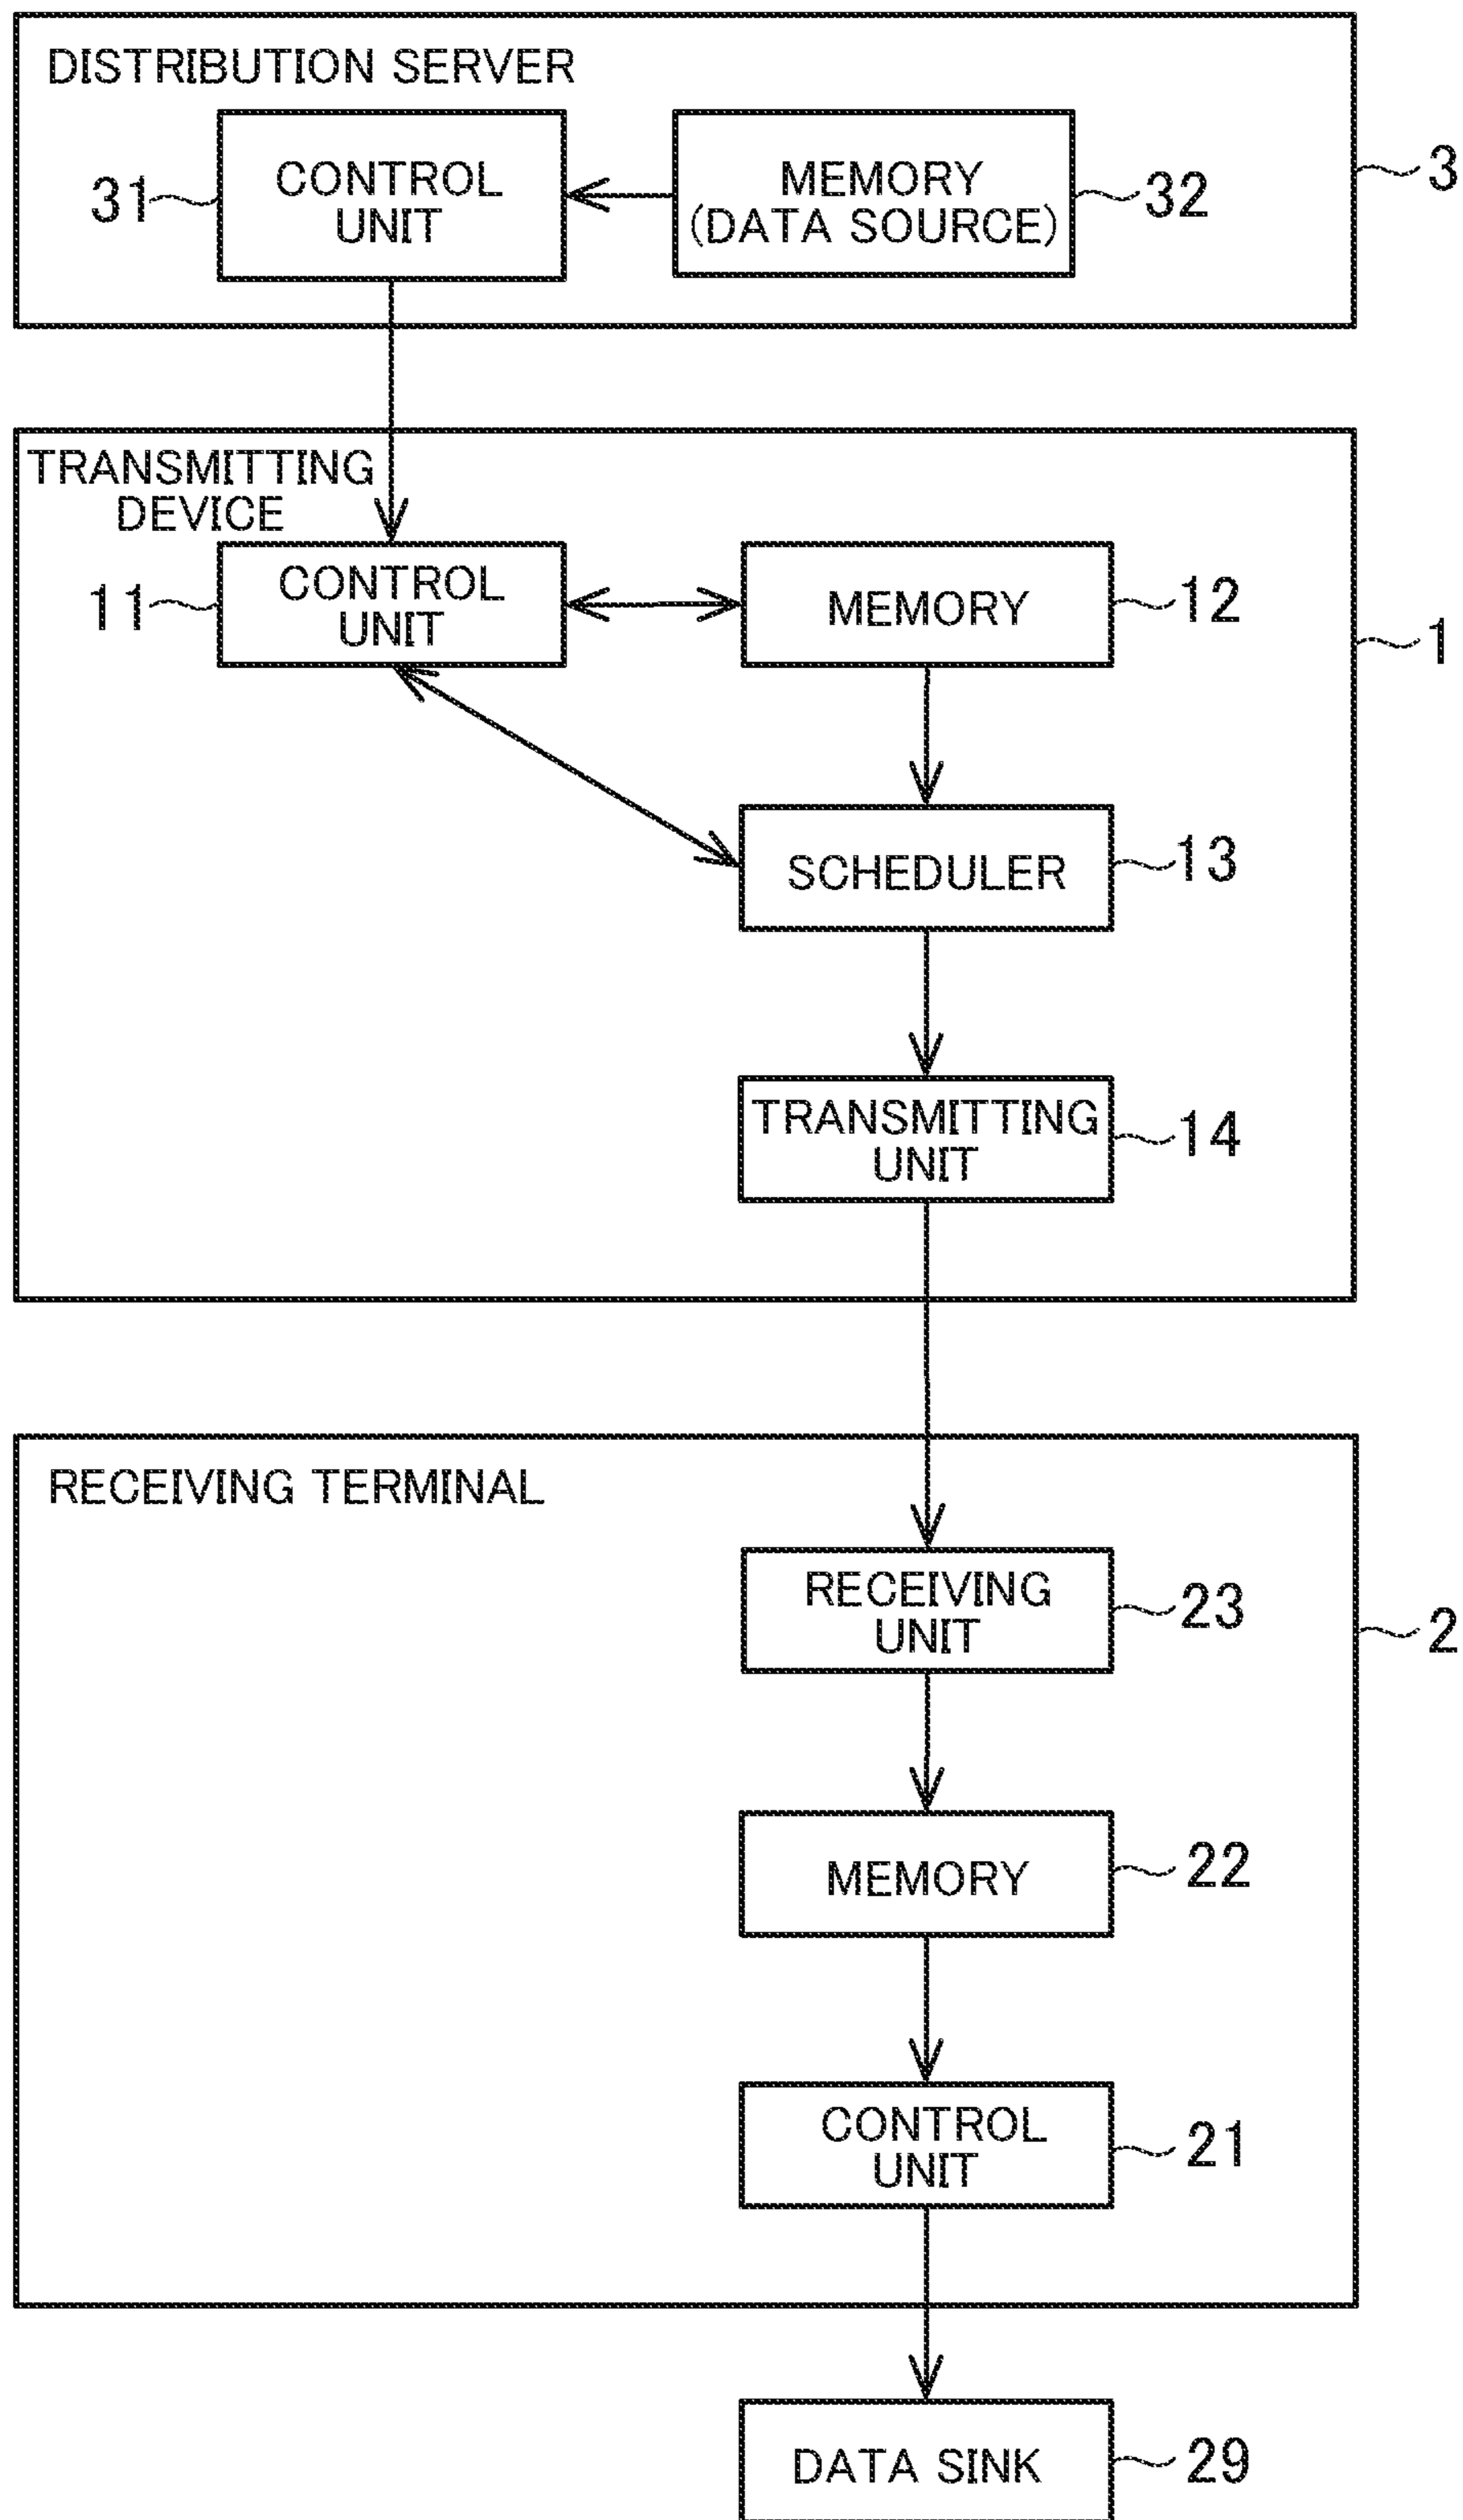 DISTRIBUTION SERVER
31
CONTROL
UNIT
MEMORY
(DATA SOURCE)
32
3
TRANSMITTING
DEVICE
11
CONTROL
UNIT
MEMORY
12
1
SCHEDULER
13
TRANSMITTING
UNIT
14
RECEIVING TERMINAL
RECEIVING
UNIT
23
2
MEMORY
22
CONTROL
UNIT
21
DATA SINK
29